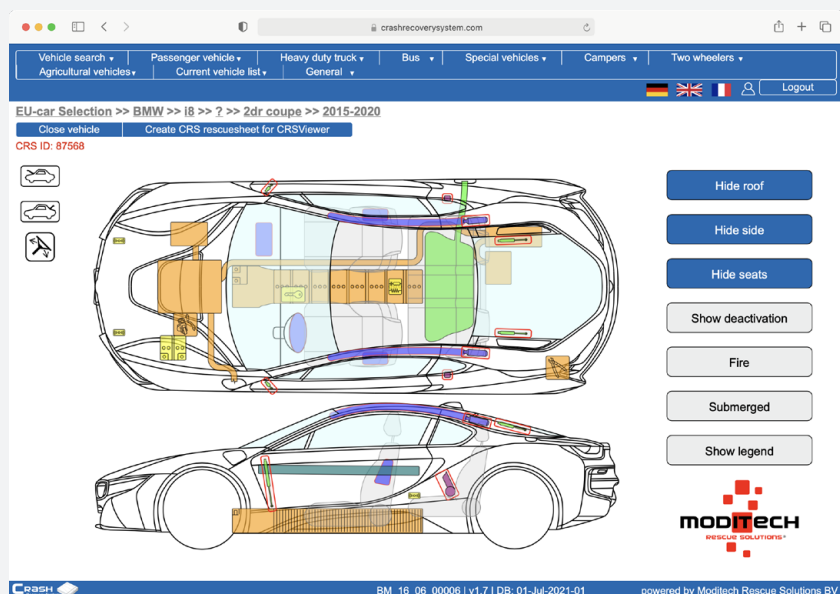 crashrecoverysystem.com
Vehicle search
Passenger vehicle
Heavy duty truck
Bus
Special vehicles
Campers
Two wheelers
Agricultural vehicles
Current vehicle list
General
Logout
EU-car Selection >> BMW >> i8 >> ? >> 2dr coupe >> 2015-2020
Close vehicle
Create CRS rescuesheet for CRSViewer
CRS ID: 87568
Hide roof
Hide side
Hide seats
Show deactivation
Fire
Submerged
Show legend
MODITECH
RESCUE SOLUTIONS
CRASH
BM_16_06_00006 | v1.7 | DB: 01-Jul-2021-01
powered by Moditech Rescue Solutions BV